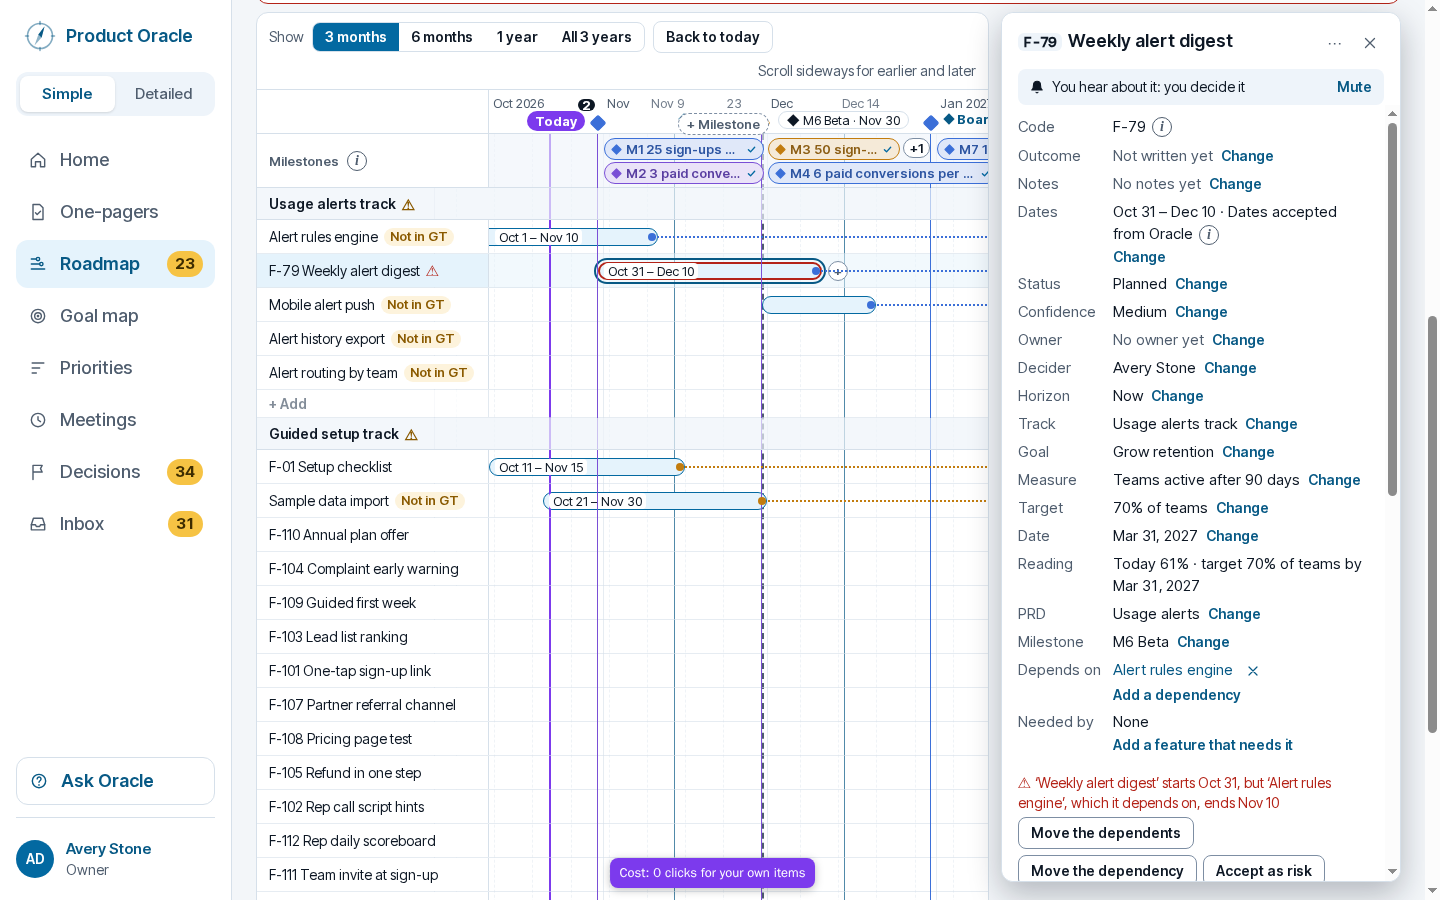 Product Oracle
Simple
Detailed
Home
One-pagers
Roadmap
23
Goal map
Priorities
Meetings
Decisions
34
Inbox
31
Ask Oracle
AD
Avery Stone
Owner
Show
3 months
6 months
1 year
All 3 years
Back to today
Scroll sideways for earlier and later
Oct 2026
2
Nov
Nov 9
23
Dec
Dec 14
Jan 2027
Today
+ Milestone
M6 Beta · Nov 30
Boar
Milestones
M1 25 sign-ups ...
M3 50 sign-...
+1
M7 1
M2 3 paid conve...
M4 6 paid conversions per ...
Usage alerts track
Alert rules engine
Not in GT
Oct 1 – Nov 10
F-79 Weekly alert digest
Oct 31 – Dec 10
Mobile alert push
Not in GT
Alert history export
Not in GT
Alert routing by team
Not in GT
+ Add
Guided setup track
F-01 Setup checklist
Oct 11 – Nov 15
Sample data import
Not in GT
Oct 21 – Nov 30
F-110 Annual plan offer
F-104 Complaint early warning
F-109 Guided first week
F-103 Lead list ranking
F-101 One-tap sign-up link
F-107 Partner referral channel
F-108 Pricing page test
F-105 Refund in one step
F-102 Rep call script hints
F-112 Rep daily scoreboard
F-111 Team invite at sign-up
Cost: 0 clicks for your own items
F-79 Weekly alert digest
You hear about it: you decide it
Mute
Code F-79
Outcome Not written yet Change
Notes No notes yet Change
Dates Oct 31 – Dec 10 · Dates accepted
from Oracle
Change
Status Planned Change
Confidence Medium Change
Owner No owner yet Change
Decider Avery Stone Change
Horizon Now Change
Track Usage alerts track Change
Goal Grow retention Change
Measure Teams active after 90 days Change
Target 70% of teams Change
Date Mar 31, 2027 Change
Reading Today 61% · target 70% of teams by
Mar 31, 2027
PRD Usage alerts Change
Milestone M6 Beta Change
Depends on Alert rules engine
Add a dependency
Needed by None
Add a feature that needs it
⚠ ‘Weekly alert digest’ starts Oct 31, but ‘Alert rules
engine’, which it depends on, ends Nov 10
Move the dependents
Move the dependency
Accept as risk